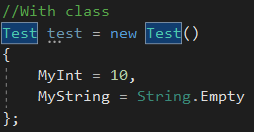 //With class
Test test = new Test()
{
    MyInt = 10,
    MyString = String.Empty
};